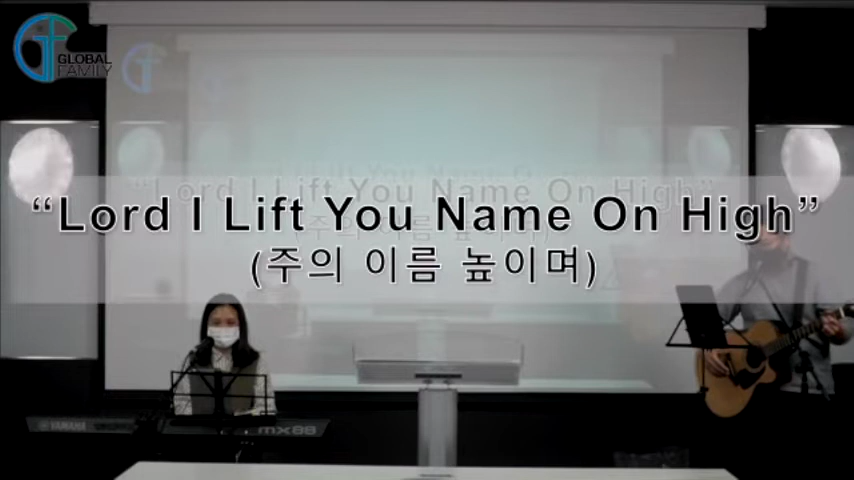 GLOBAL
FAMILY
“Lord I Lift You Name On High”
(주의 이름 높이며)
YAMAHA
mx88